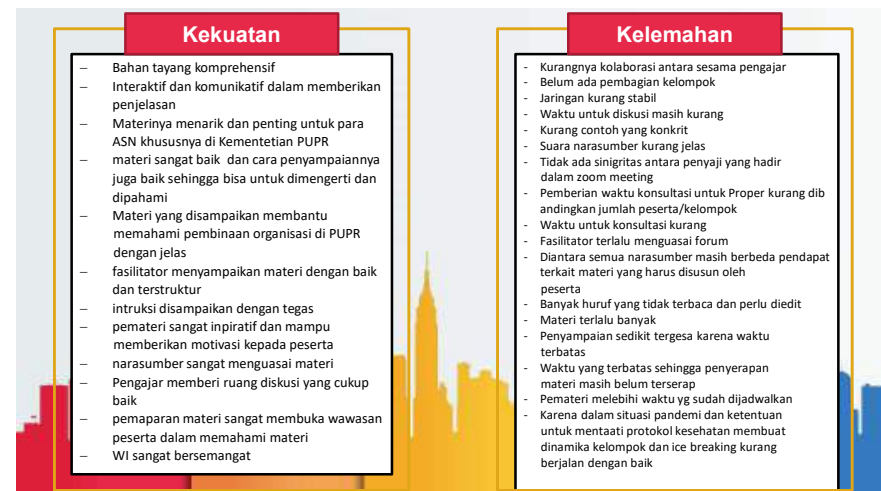 Kekuatan
– Bahan tayang komprehensif
– Interaktif dan komunikatif dalam memberikan
penjelasan
– Materinya menarik dan penting untuk para
ASN khususnya di Kementetian PUPR
– materi sangat baik dan cara penyampaiannya
juga baik sehingga bisa untuk dimengerti dan
dipahami
– Materi yang disampaikan membantu
memahami pembinaan organisasi di PUPR
dengan jelas
– fasilitator menyampaikan materi dengan baik
dan terstruktur
– intruksi disampaikan dengan tegas
– pemateri sangat inpiratif dan mampu
memberikan motivasi kepada peserta
– narasumber sangat menguasai materi
– Pengajar memberi ruang diskusi yang cukup
baik
– pemaparan materi sangat membuka wawasan
peserta dalam memahami materi
– WI sangat bersemangat
Kelemahan
- Kurangnya kolaborasi antara sesama pengajar
- Belum ada pembagian kelompok
- Jaringan kurang stabil
- Waktu untuk diskusi masih kurang
- Kurang contoh yang konkrit
- Suara narasumber kurang jelas
- Tidak ada sinigritas antara penyaji yang hadir
dalam zoom meeting
- Pemberian waktu konsultasi untuk Proper kurang dib
andingkan jumlah peserta/kelompok
- Waktu untuk konsultasi kurang
- Fasilitator terlalu menguasai forum
- Diantara semua narasumber masih berbeda pendapat
terkait materi yang harus disusun oleh
peserta
- Banyak huruf yang tidak terbaca dan perlu diedit
- Materi terlalu banyak
- Penyampaian sedikit tergesa karena waktu
terbatas
- Waktu yang terbatas sehingga penyerapan
materi masih belum terserap
- Pemateri melebihi waktu yg sudah dijadwalkan
- Karena dalam situasi pandemi dan ketentuan
untuk mentaati protokol kesehatan membuat
dinamika kelompok dan ice breaking kurang
berjalan dengan baik